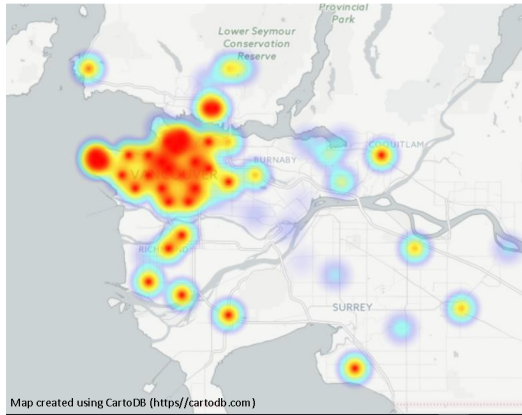 Provincial
Park
Lower Seymour
Conservation
Reserve
COQUITLAM
BURNABY
SURREY
Map created using CartoDB (https//cartodb.com)